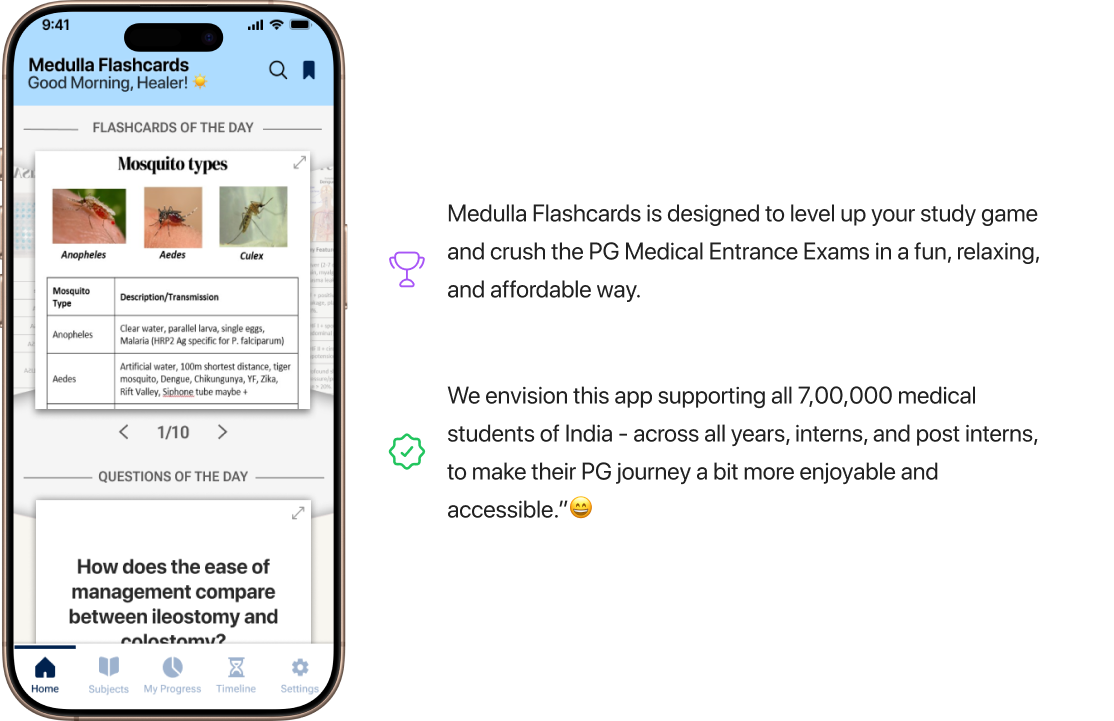 9:41
Medulla Flashcards
Good Morning, Healer! ☀️
FLASHCARDS OF THE DAY
Mosquito types
Anopheles Aedes Culex
Mosquito Type Description/Transmission
Anopheles Clear water, parallel larva, single eggs,
Malaria (HRP2 Ag specific for P. falciparum)
Artificial water, 100m shortest distance, tiger
Aedes mosquito, Dengue, Chikungunya, YF, Zika,
Rift Valley, Siphone tube maybe +
1/10
QUESTIONS OF THE DAY
How does the ease of
management compare
between ileostomy and
colostomy?
Home Subjects My Progress Timeline Settings
Medulla Flashcards is designed to level up your study game
and crush the PG Medical Entrance Exams in a fun, relaxing,
and affordable way.
We envision this app supporting all 7,00,000 medical
students of India - across all years, interns, and post interns,
to make their PG journey a bit more enjoyable and
accessible.”😄